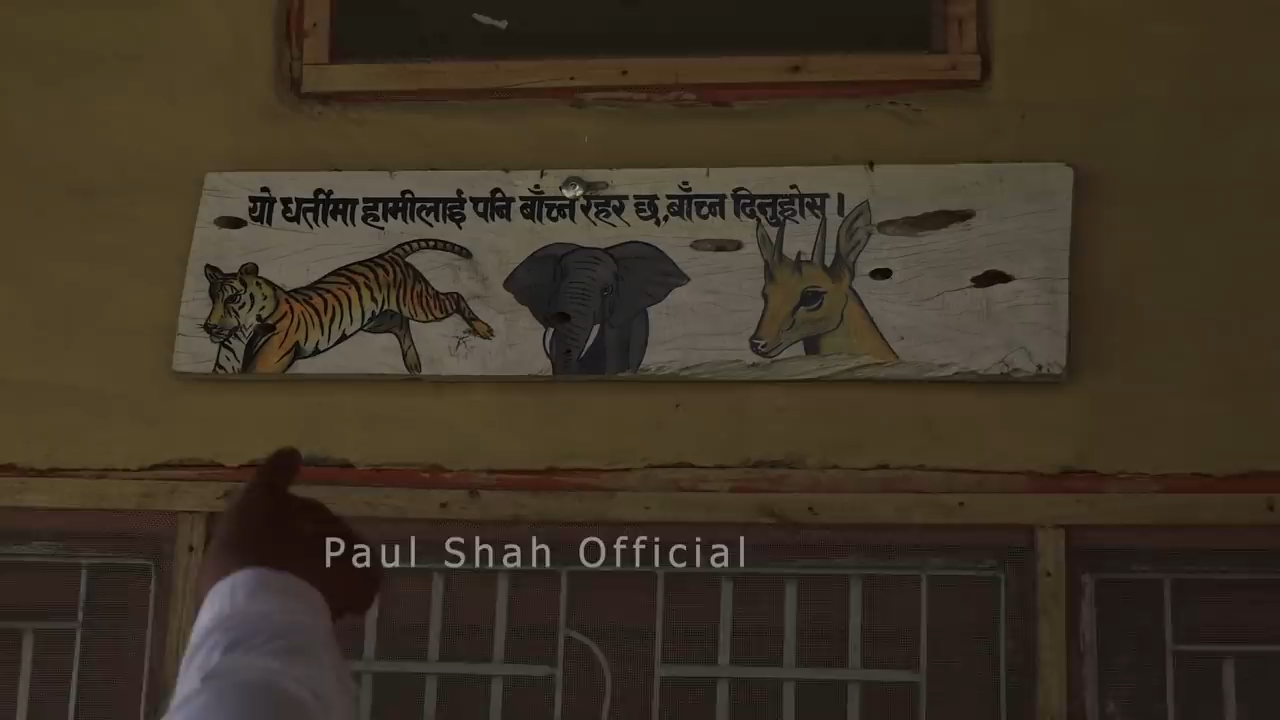 यो धर्तीमा हामीलाई पनि बाँच्न रहर छ,बाँच्न दिनुहोस ।
Paul Shah Official